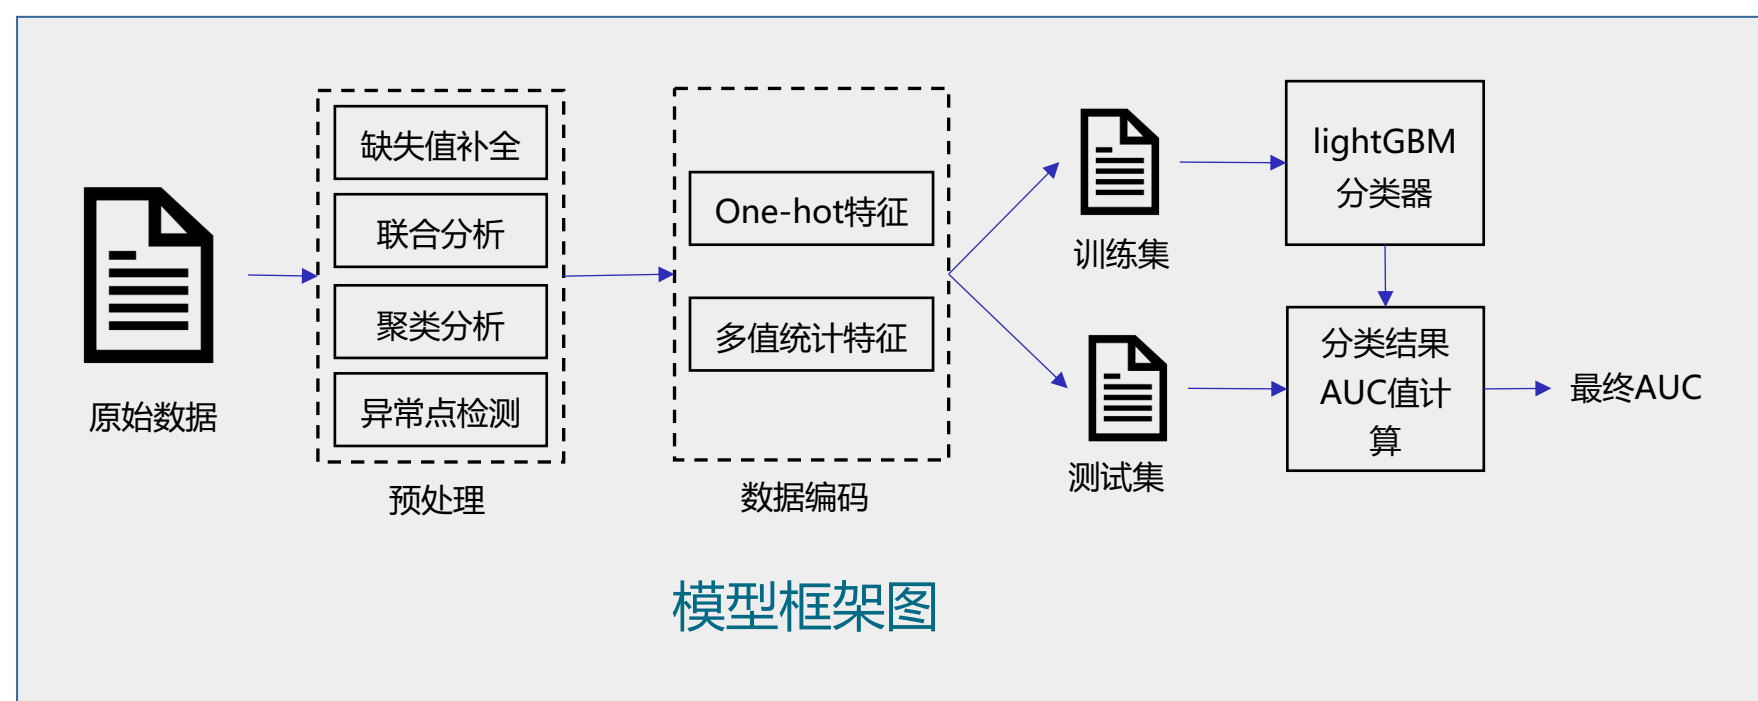 原始数据
缺失值补全
联合分析
聚类分析
异常点检测
预处理
One-hot特征
多值统计特征
数据编码
训练集
测试集
lightGBM
分类器
分类结果
AUC值计
算
最终AUC
模型框架图